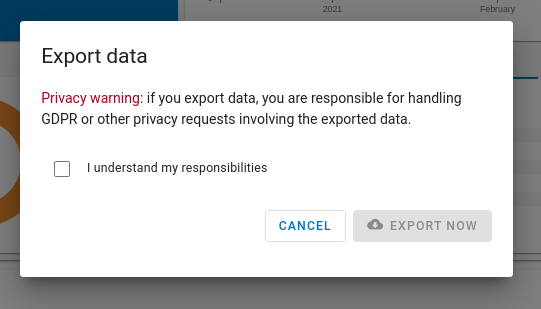 2021
February
Export data
Privacy warning: if you export data, you are responsible for handling
GDPR or other privacy requests involving the exported data.
I understand my responsibilities
CANCEL
EXPORT NOW